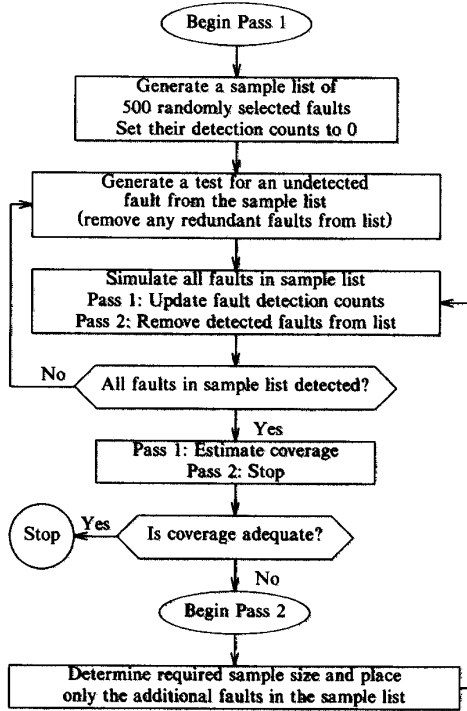 Begin Pass 1
Generate a sample list of
500 randomly selected faults
Set their detection counts to 0
Generate a test for an undetected
fault from the sample list
(remove any redundant faults from list)
Simulate all faults in sample list
Pass 1: Update fault detection counts
Pass 2: Remove detected faults from list
No
All faults in sample list detected?
Yes
Pass 1: Estimate coverage
Pass 2: Stop
Stop
Yes
Is coverage adequate?
No
Begin Pass 2
Determine required sample size and place
only the additional faults in the sample list